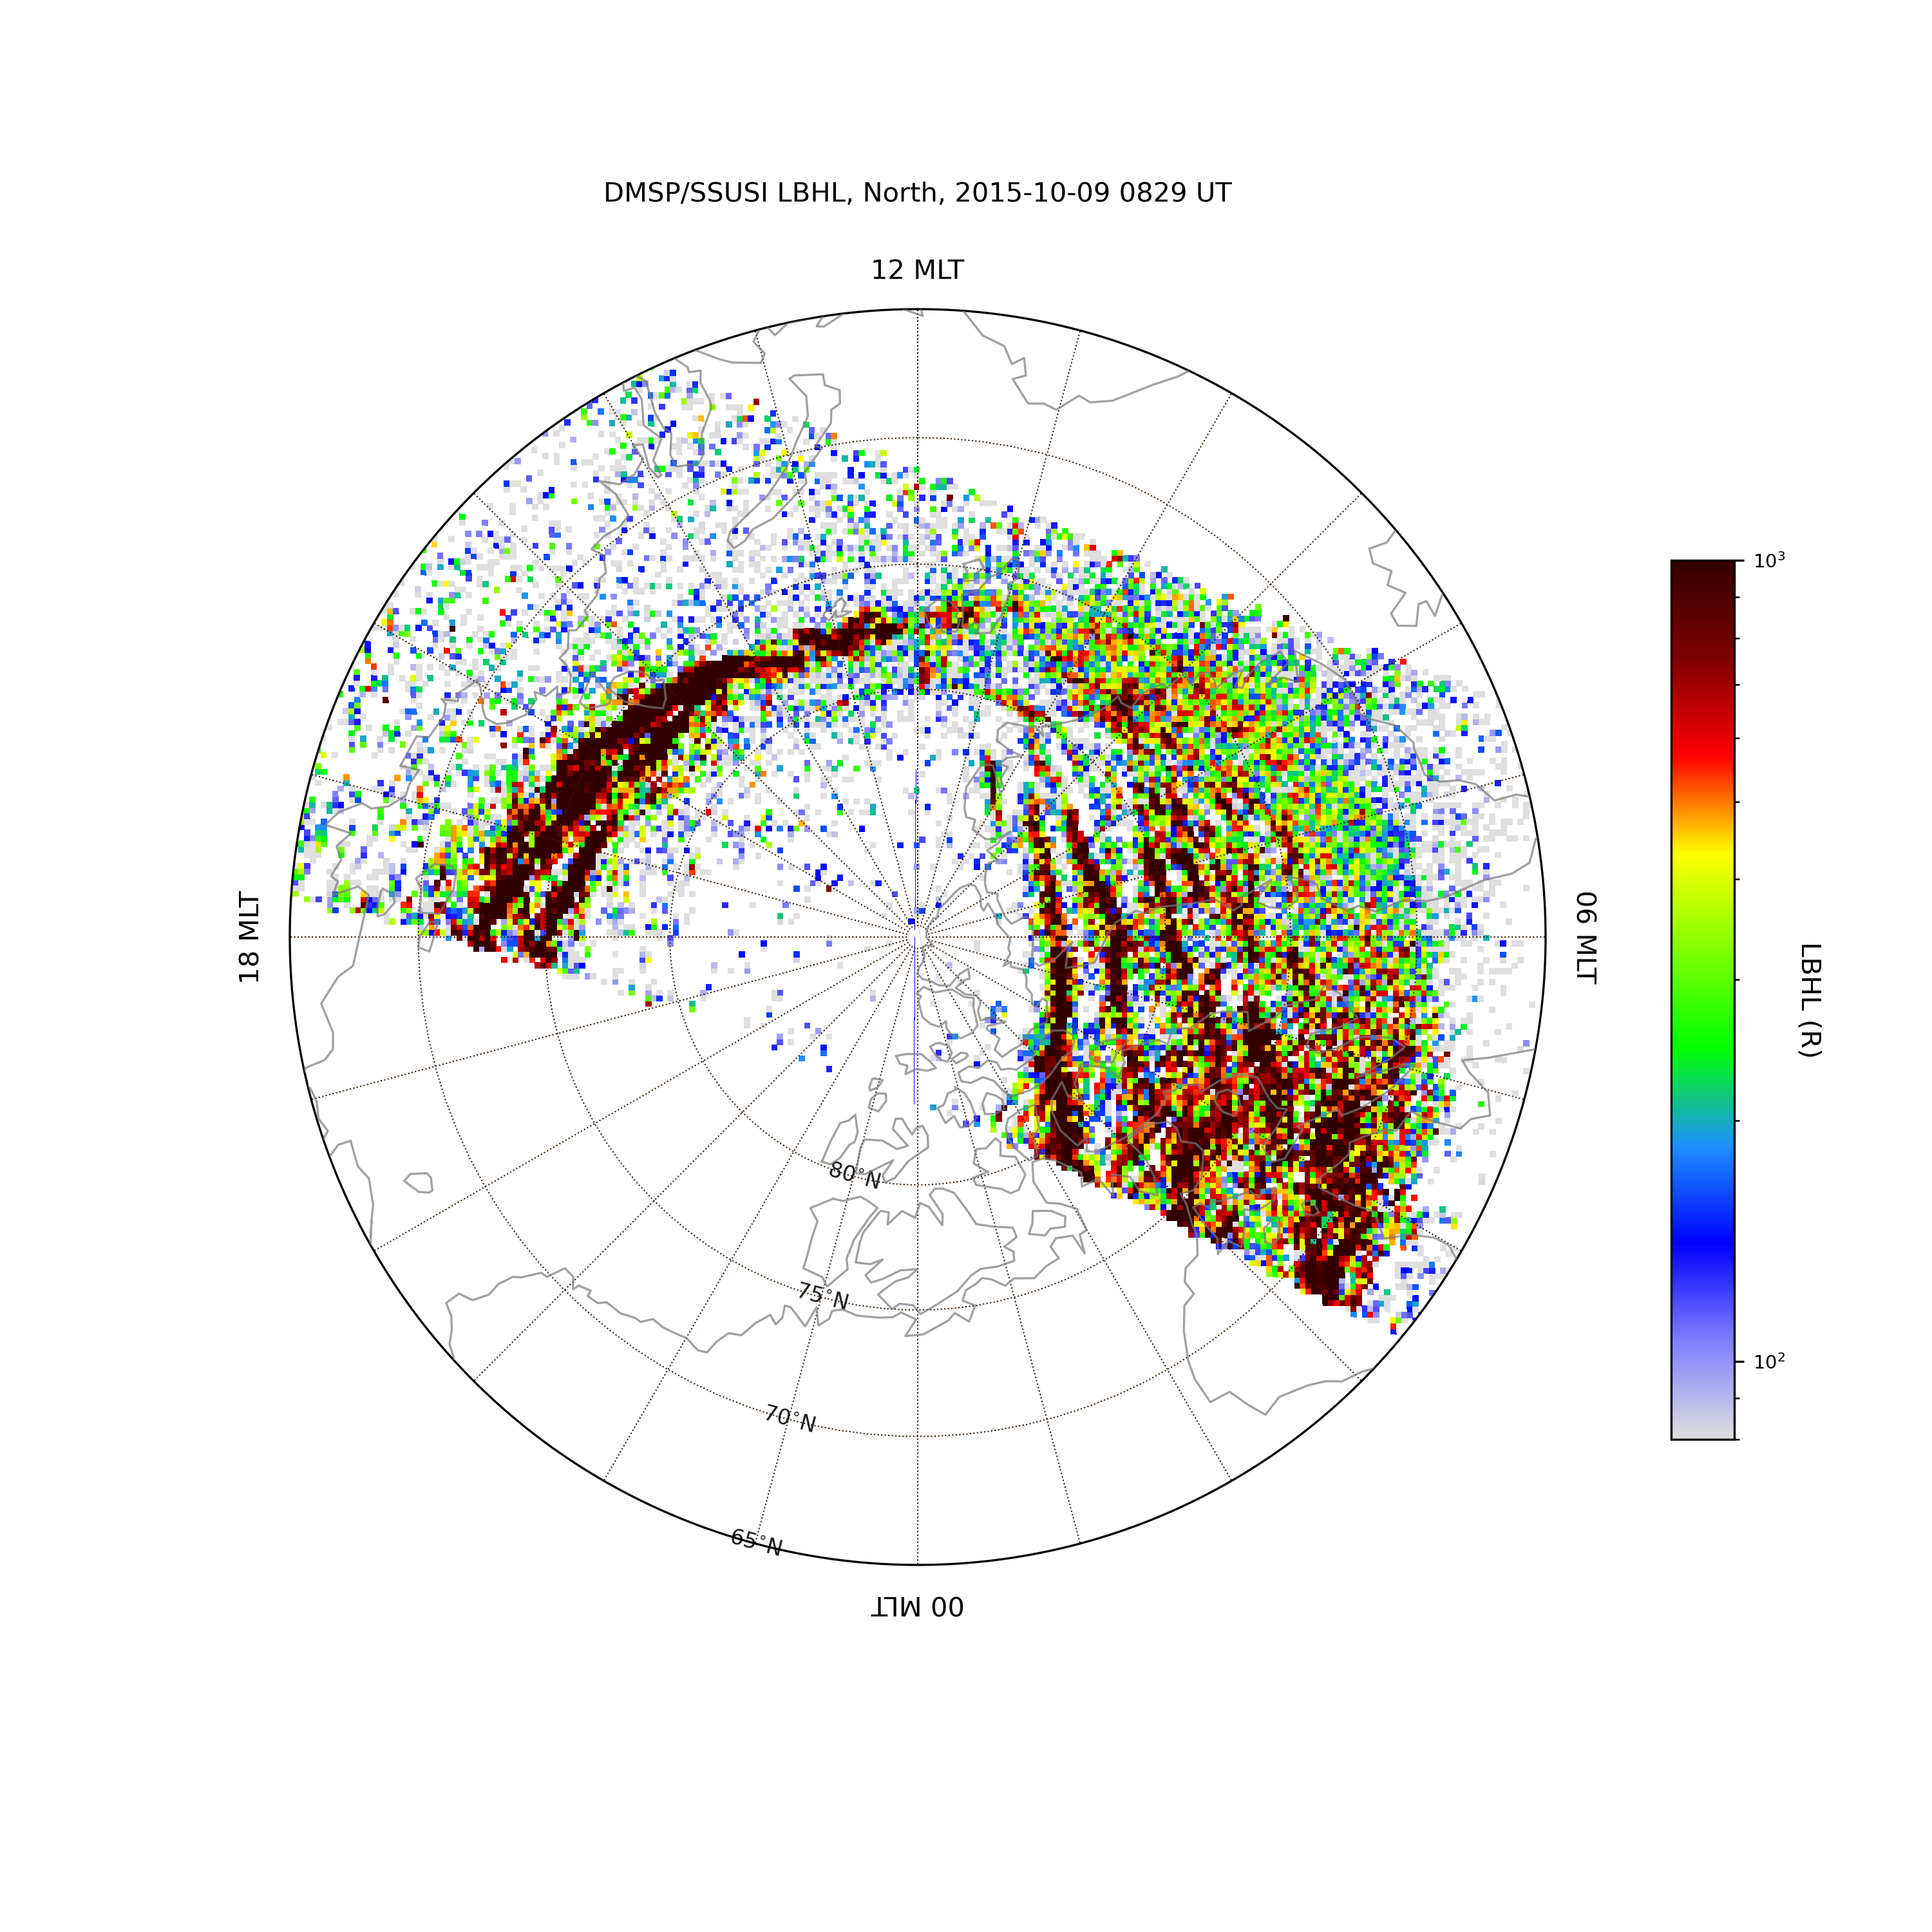 DMSP/SSUSI LBHL, North, 2015-10-09 0829 UT
12 MLT
18 MLT
06 MLT
80°N
75°N
70°N
65°N
00 MLT
10³
10²
LBHL (R)